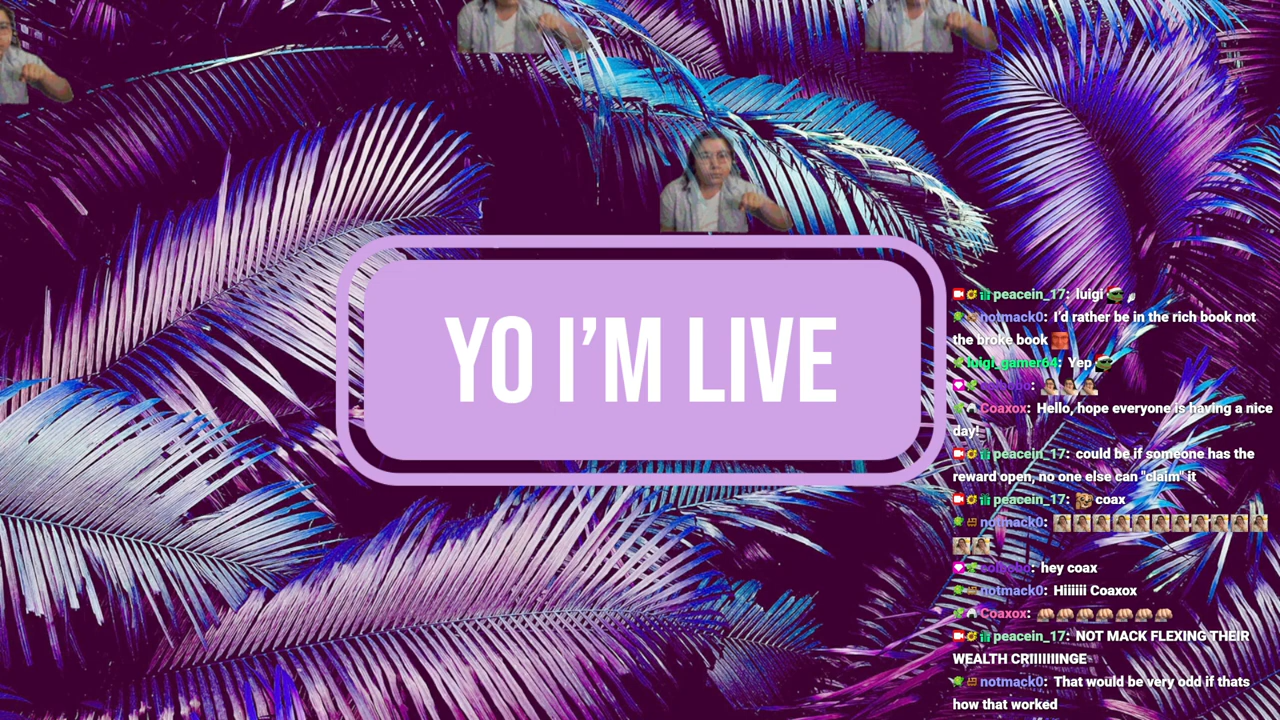 YO I’M LIVE
peacein_17: luigi
notmack0: I'd rather be in the rich book not
the broke book
luigi_gamer64: Yep
Coaxox: Hello, hope everyone is having a nice
day!
peacein_17: could be if someone has the
reward open, no one else can "claim" it
peacein_17: coax
notmack0:
hey coax
notmack0: Hiiiiii Coaxox
Coaxox:
peacein_17: NOT MACK FLEXING THEIR
WEALTH CRIIIIIIINGE
notmack0: That would be very odd if thats
how that worked